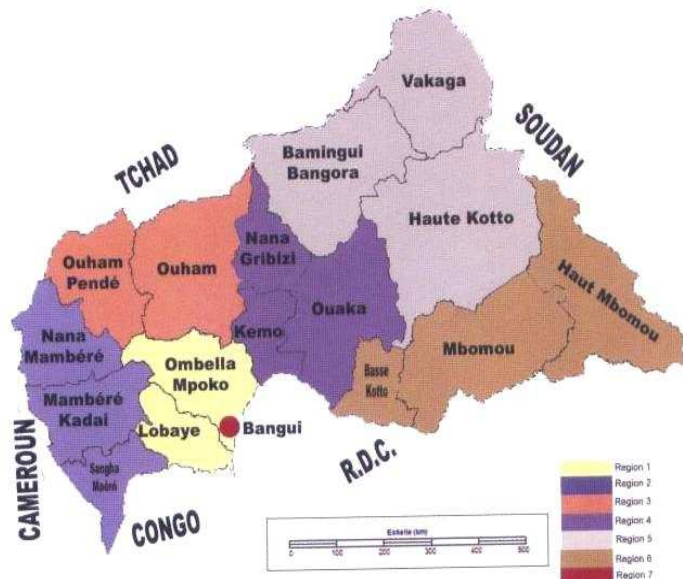 Vakaga
SOUDAN
TCHAD
Bamingui
Bangora
Haute Kotto
Nana
Gribizi
Ouham
Pendé
Ouham
Haut Mbomou
Ouaka
Kemo
Nana
Mambéré
Ombella
Mpoko
Mbomou
Basse
Kotto
Mambéré
Kadai
Lobaye
Bangui
CAMEROUN
R.D.C.
Sangha
CONGO
Echelle (km)
0 100 200 300 400 500
Region 1
Region 2
Region 3
Region 4
Region 5
Region 6
Region 7